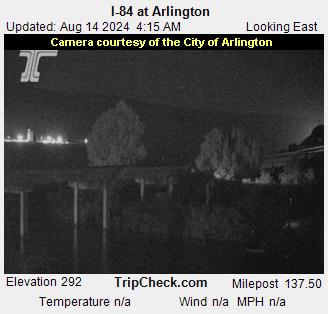 I-84 at Arlington
Updated: Aug 14 2024 4:15 AM Looking East
Camera courtesy of the City of Arlington
Elevation 292 TripCheck.com Milepost 137.50
Temperature n/a Wind n/a MPH n/a